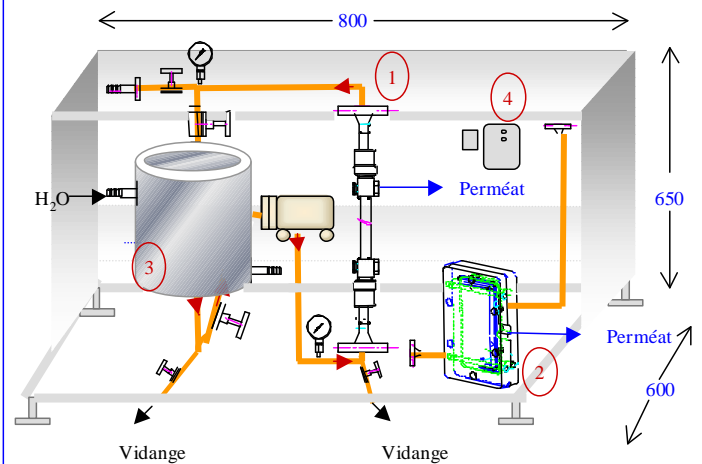 800
1
4
H₂O
Perméat
650
3
Perméat
2
600
Vidange
Vidange